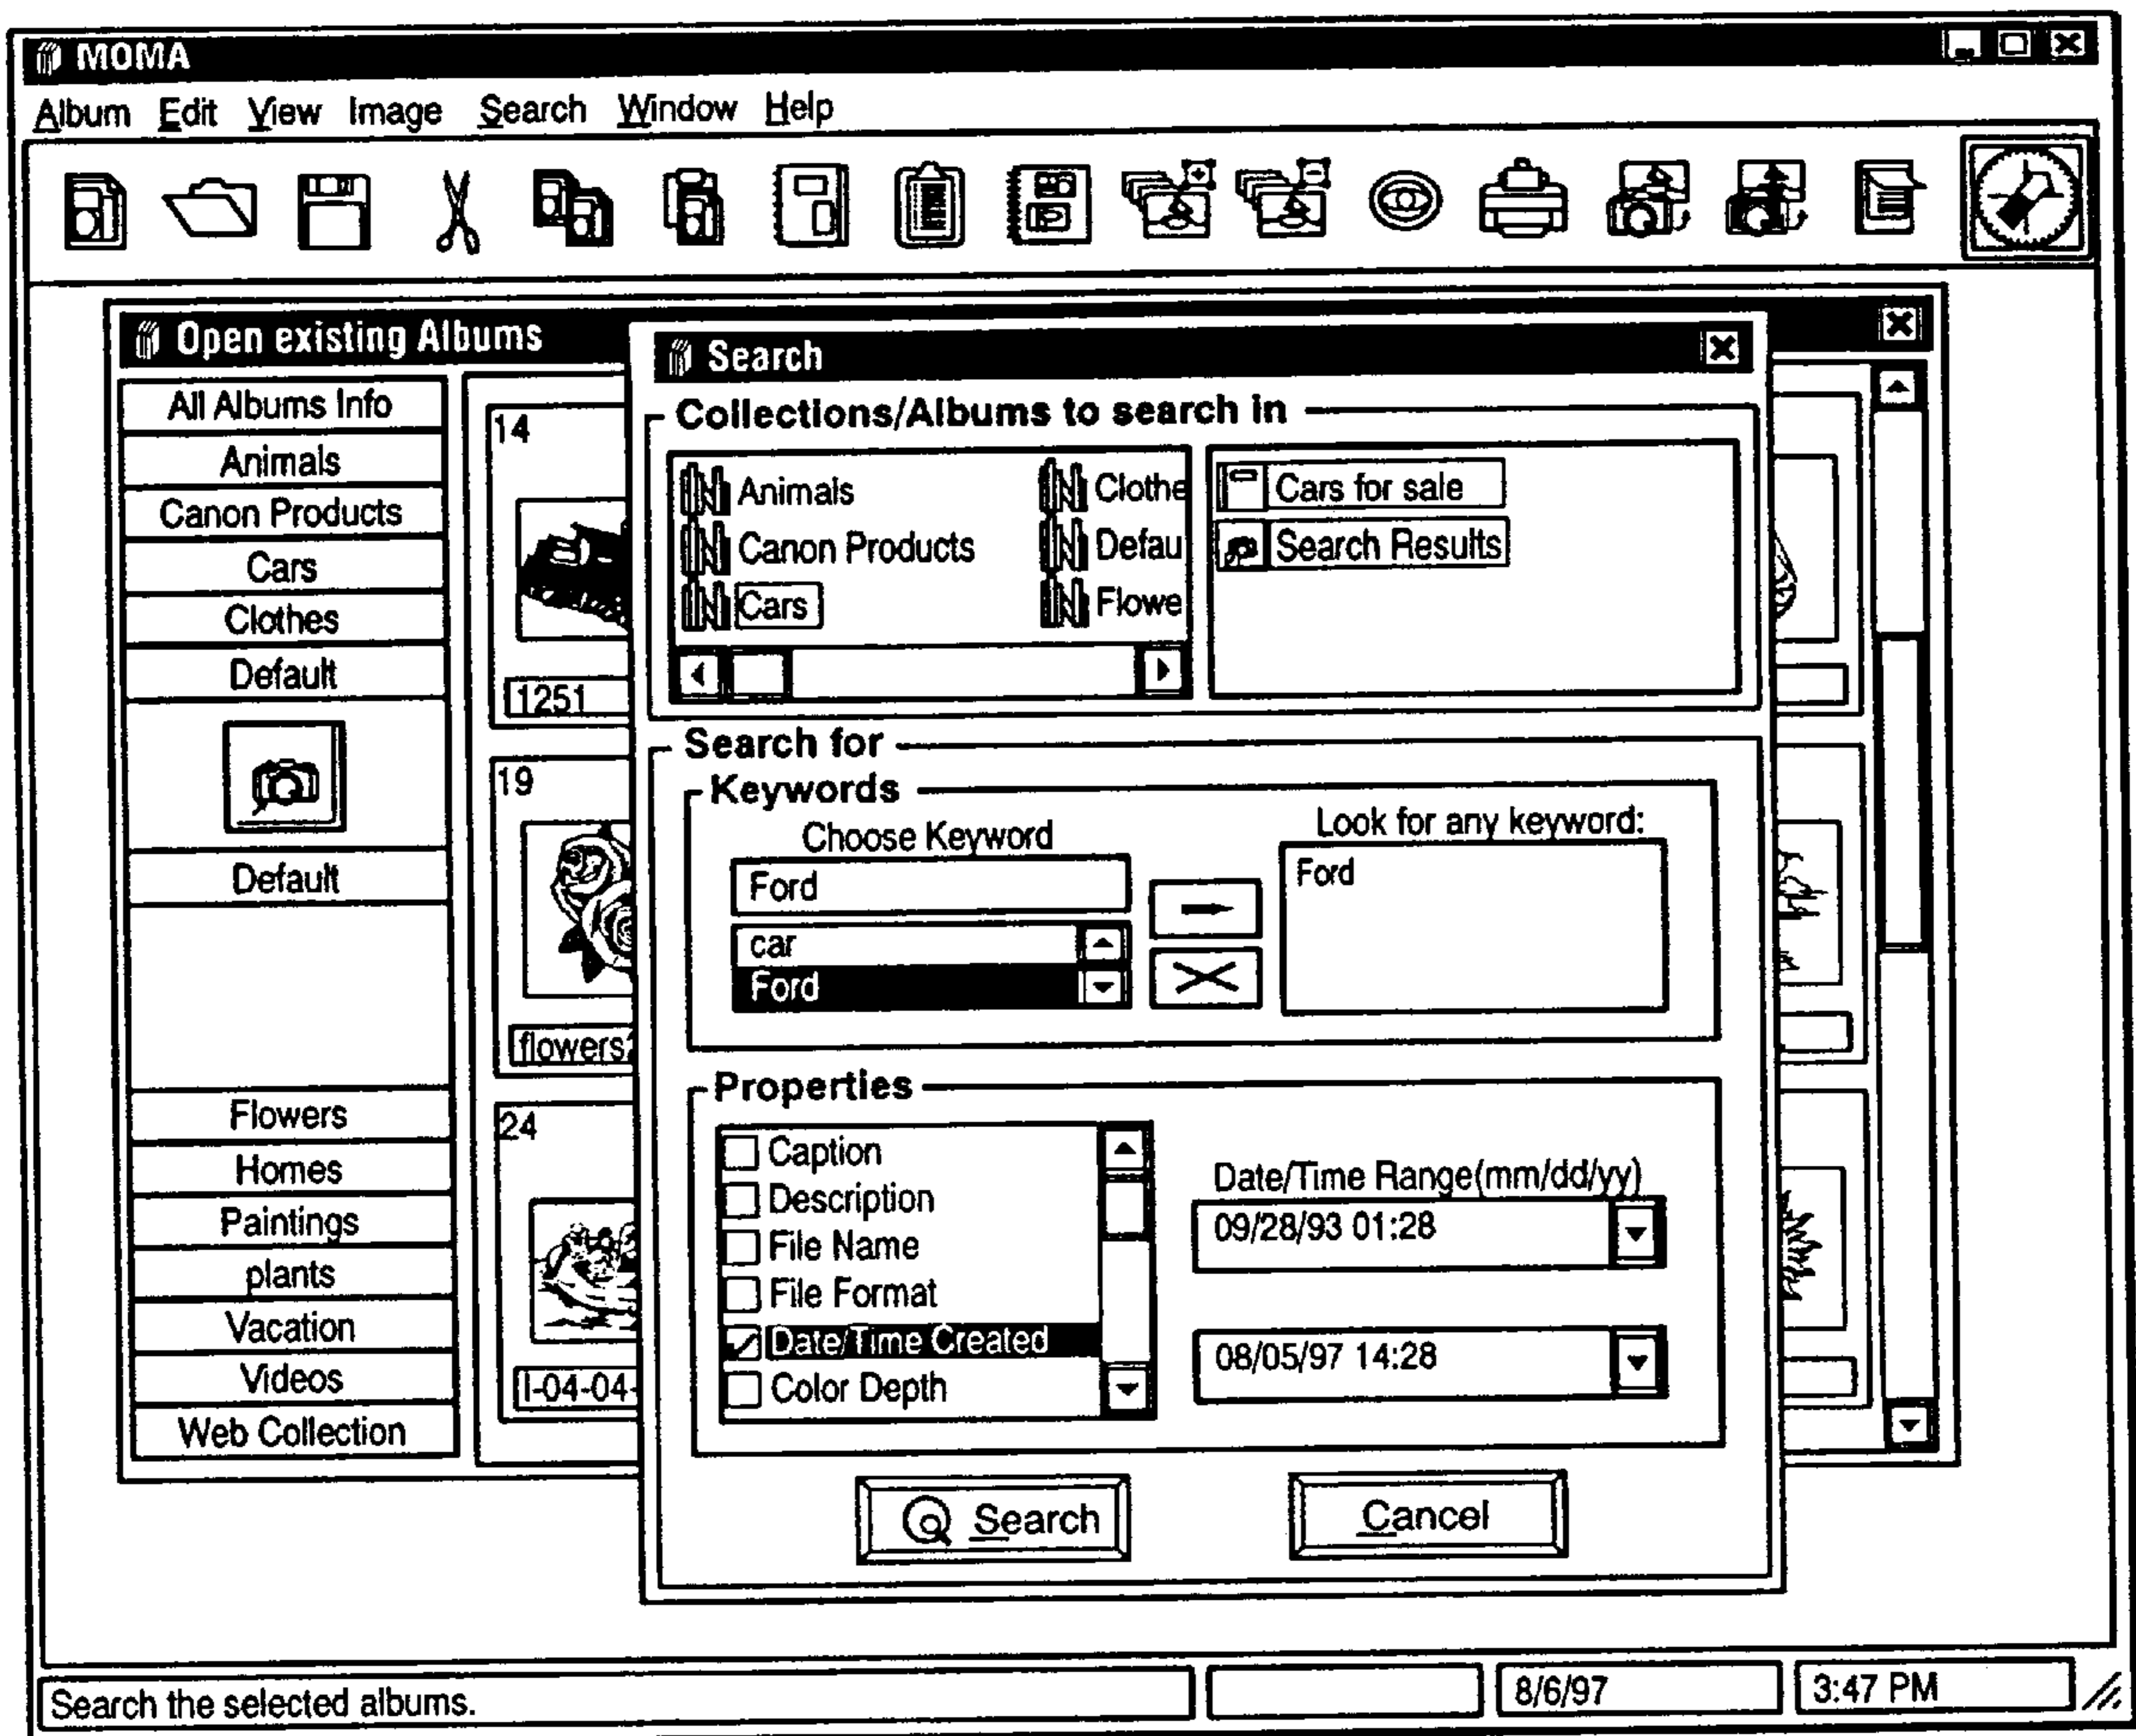 MOMA
Album Edit View Image Search Window Help
Open existing Albums
All Albums Info
Animals
Canon Products
Cars
Clothes
Default
Default
Flowers
Homes
Paintings
plants
Vacation
Videos
Web Collection
14
1251
19
flowers
24
I-04-04-
Search
Collections/Albums to search in
Animals
Canon Products
Cars
Clothe
Defau
Flowe
Cars for sale
Search Results
Search for
Keywords
Choose Keyword
Ford
car
Ford
Look for any keyword:
Ford
Properties
Caption
Description
File Name
File Format
Date/Time Created
Color Depth
Date/Time Range(mm/dd/yy)
09/28/93 01:28
08/05/97 14:28
Search
Cancel
Search the selected albums.
8/6/97
3:47 PM